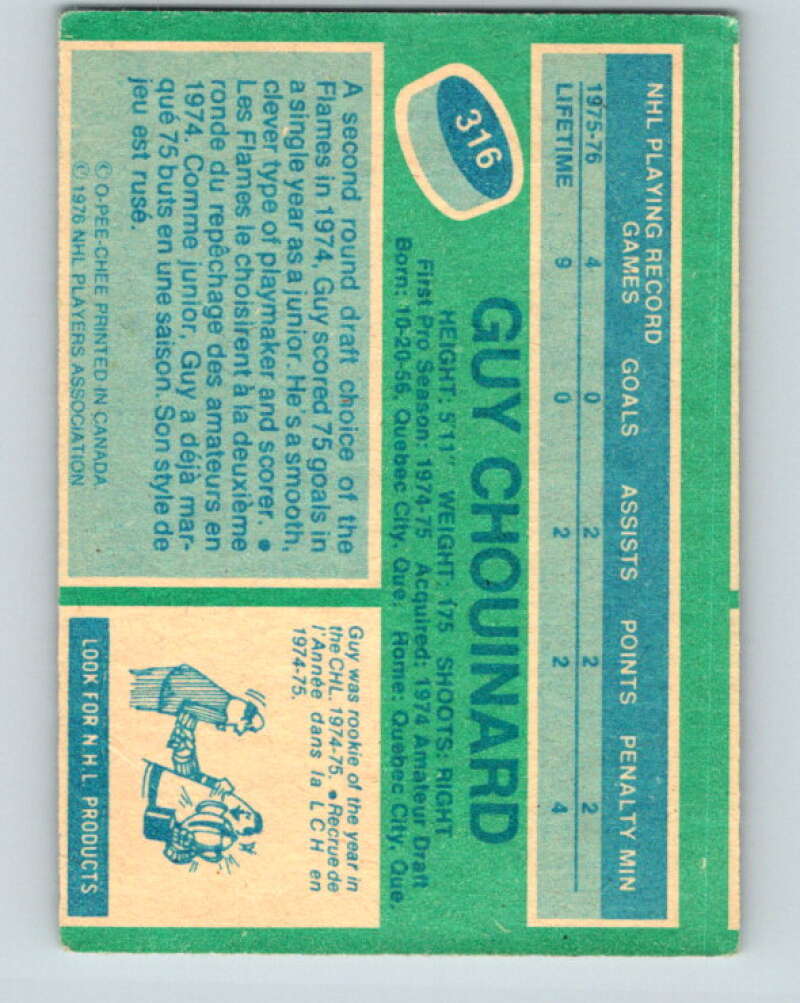 NHL PLAYING RECORD
GAMES GOALS ASSISTS POINTS PENALTY MIN
1975-76 4 0 2 2 2
LIFETIME 9 0 2 2 4
316
GUY CHOUINARD
HEIGHT: 5'11" WEIGHT: 175 SHOOTS: RIGHT
First Pro Season: 1974-75 Acquired: 1974 Amateur Draft
Born: 10-20-56, Quebec City, Que. Home: Quebec City, Que.
A second round draft choice of the
Flames in 1974, Guy scored 75 goals in
a single year as a junior. He's a smooth,
clever type of playmaker and scorer. •
Les Flames le choisirent à la deuxième
ronde du repêchage des amateurs en
1974. Comme junior, Guy a déjà mar-
qué 75 buts en une saison. Son style de
jeu est rusé.
© O-PEE-CHEE PRINTED IN CANADA
© 1976 NHL PLAYERS ASSOCIATION
Guy was rookie of the year in
the CHL. 1974-75. • Recrue de
l'Année dans la LCH en
1974-75.
LOOK FOR N.H.L. PRODUCTS